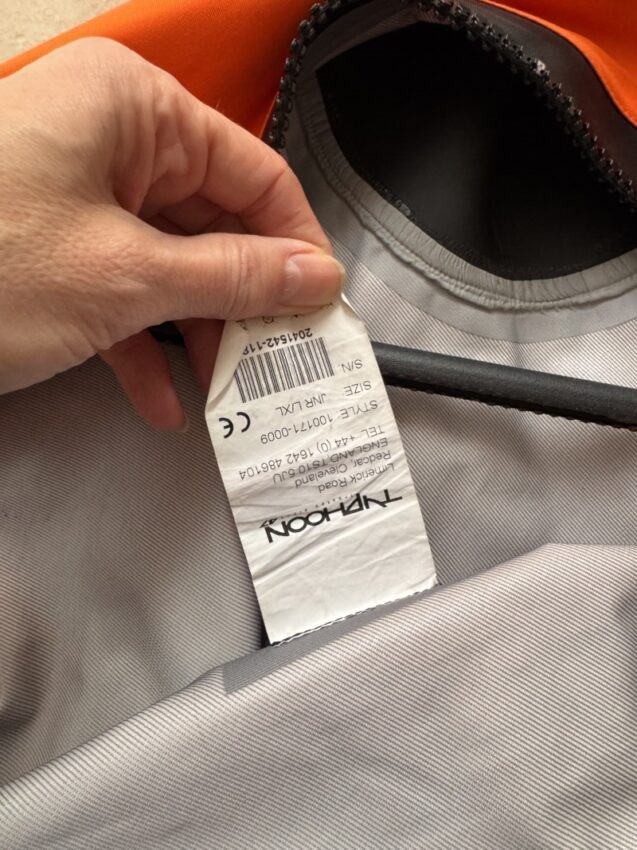 TYPHOON
Limerick Road
Redcar, Cleveland
ENGLAND, TS10 5JU
TEL. +44 (0) 1642 486104
STYLE: 100171-0009
SIZE: JNR L/XL
S/N.
CE
2041542-11